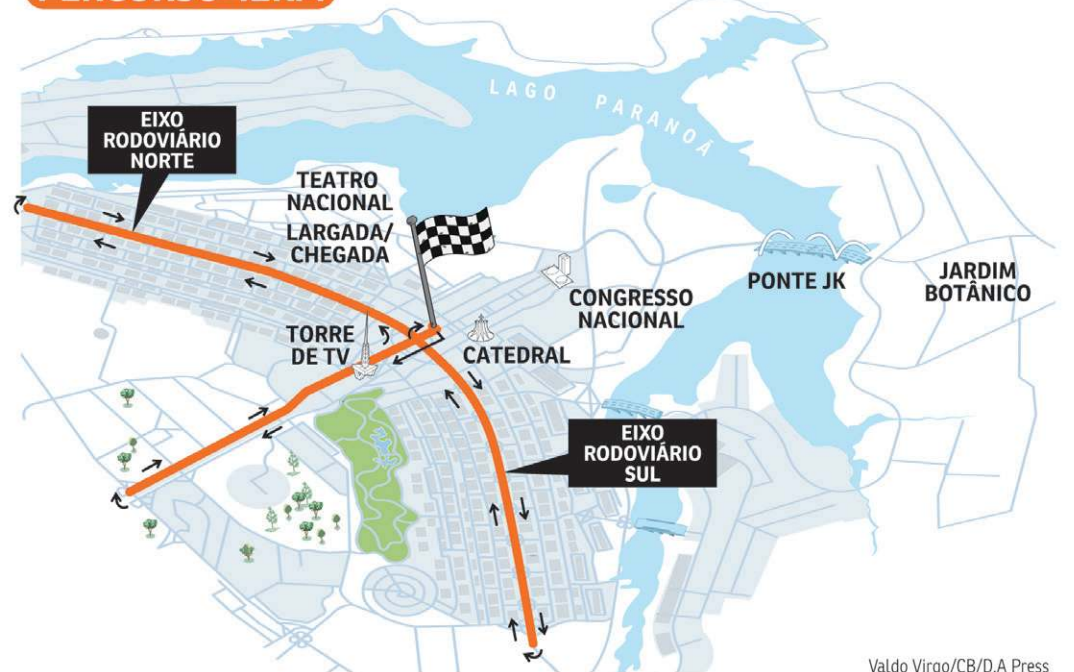 LAGO PARANOÁ
EIXO
RODOVIÁRIO
NORTE
TEATRO
NACIONAL
LARGADA/
CHEGADA
CONGRESSO
NACIONAL
PONTE JK
JARDIM
BOTÂNICO
TORRE
DE TV
CATEDRAL
EIXO
RODOVIÁRIO
SUL
Valdo Virgo/CB/D.A Press